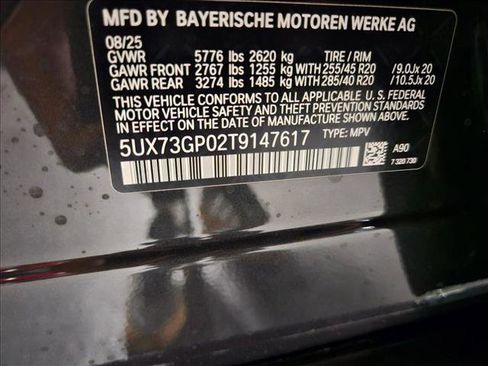 MFD BY BAYERISCHE MOTOREN WERKE AG
08/25
GVWR 5776 lbs 2620 kg TIRE / RIM
GAWR FRONT 2767 lbs 1255 kg WITH 255/45 R20 /9.0Jx 20
GAWR REAR 3274 lbs 1485 kg WITH 285/40 R20 /10.5Jx 20
THIS VEHICLE CONFORMS TO ALL APPLICABLE U.S. FEDERAL
MOTOR VEHICLE SAFETY AND THEFT PREVENTION STANDARDS
IN EFFECT ON THE DATE OF MANUFACTURE SHOWN ABOVE.
5UX73GP02T9147617 TYPE: MPV
A90
7 320 730